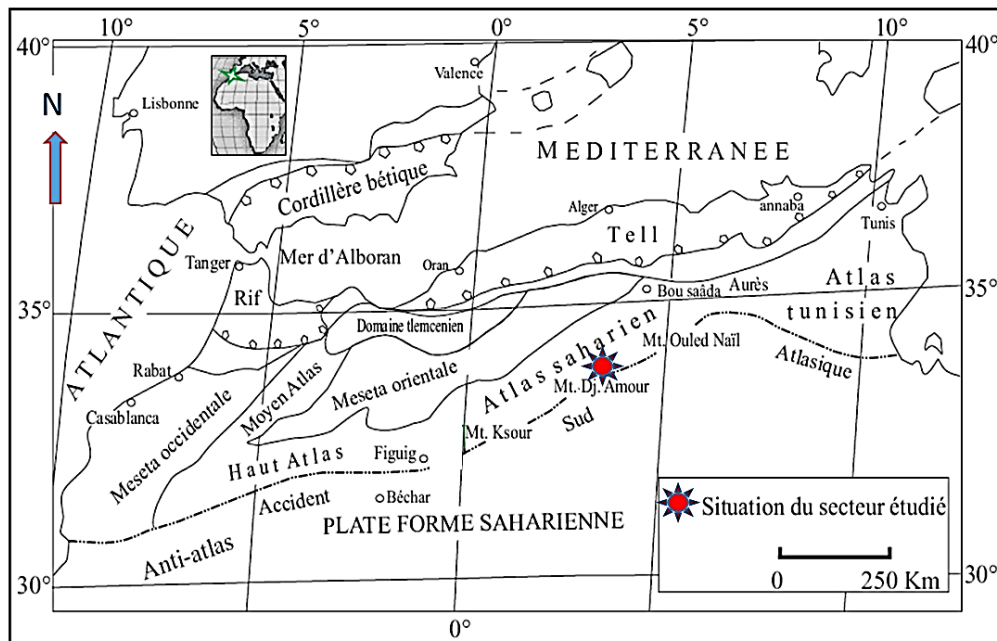 10° 5° 0° 5° 10°
40° 40°
Valence
Lisbonne
N
MEDITERRANEE
Cordillère bétique
Alger
annaba
Tunis
Tell
Tanger
Mer d'Alboran
Oran
ATLANTIQUE
Rif
Bou saâda
Aurès
Atlas
tunisien
35° 35°
Domaine tlemcenien
Mt. Ouled Naïl
Atlasique
Atlas saharien
Mt. Dj. Amour
Rabat
Moyen Atlas
Meseta orientale
Casablanca
Meseta occidentale
Mt. Ksour
Sud
Haut Atlas
Figuig
Accident
Béchar
PLATE FORME SAHARIENNE
Anti-atlas
Situation du secteur étudié
0 250 Km
30° 30°
0°